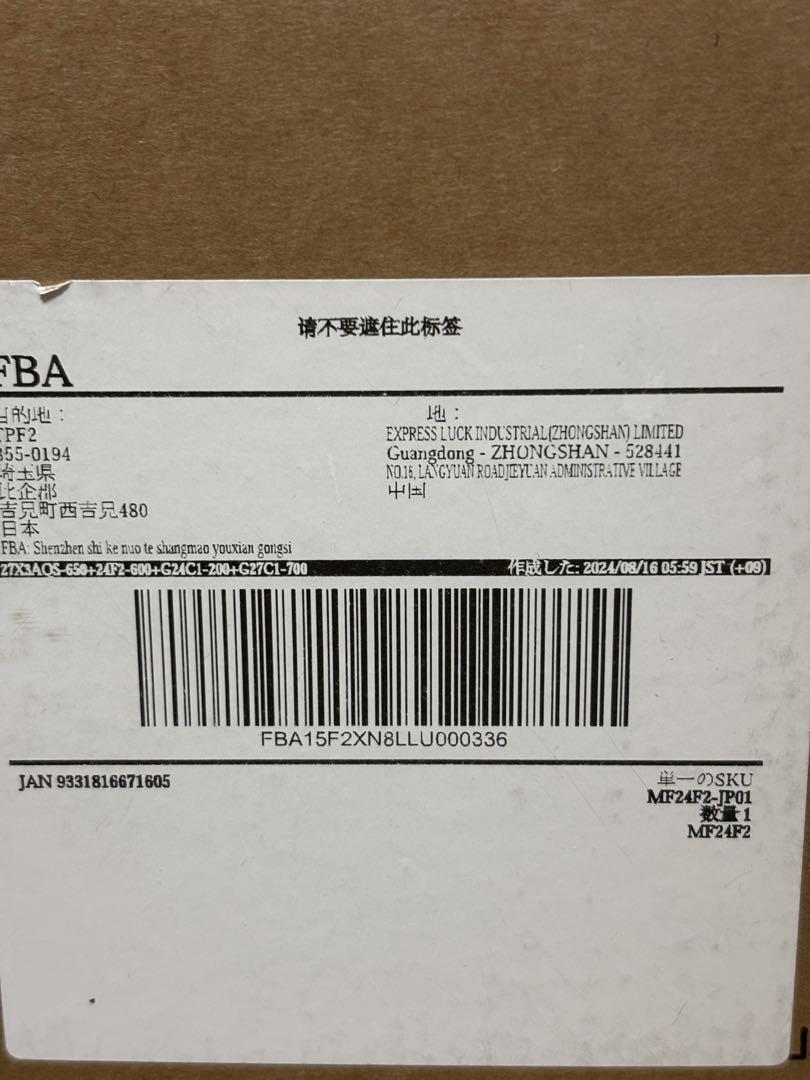 请不要遮住此标签
FBA
目的地：
TPF2
355-0194
埼玉県
比企郡
吉見町西吉見480
日本
FBA: Shenzhen shi ke nuo te shangmao youxian gongsi
地：
EXPRESS LUCK INDUSTRIAL(ZHONGSHAN) LIMITED
Guangdong - ZHONGSHAN - 528441
NO.16, LANGYUAN ROAD,JIEYUAN ADMINISTRATIVE VILLAGE
中国
27X3AQS-650+24F2-600+G24C1-200+G27C1-700
作成した: 2024/08/16 05:59 JST (+09)
FBA15F2XN8LLU000336
JAN 9331816671605
単一のSKU
MF24F2-JP01
数量 1
MF24F2